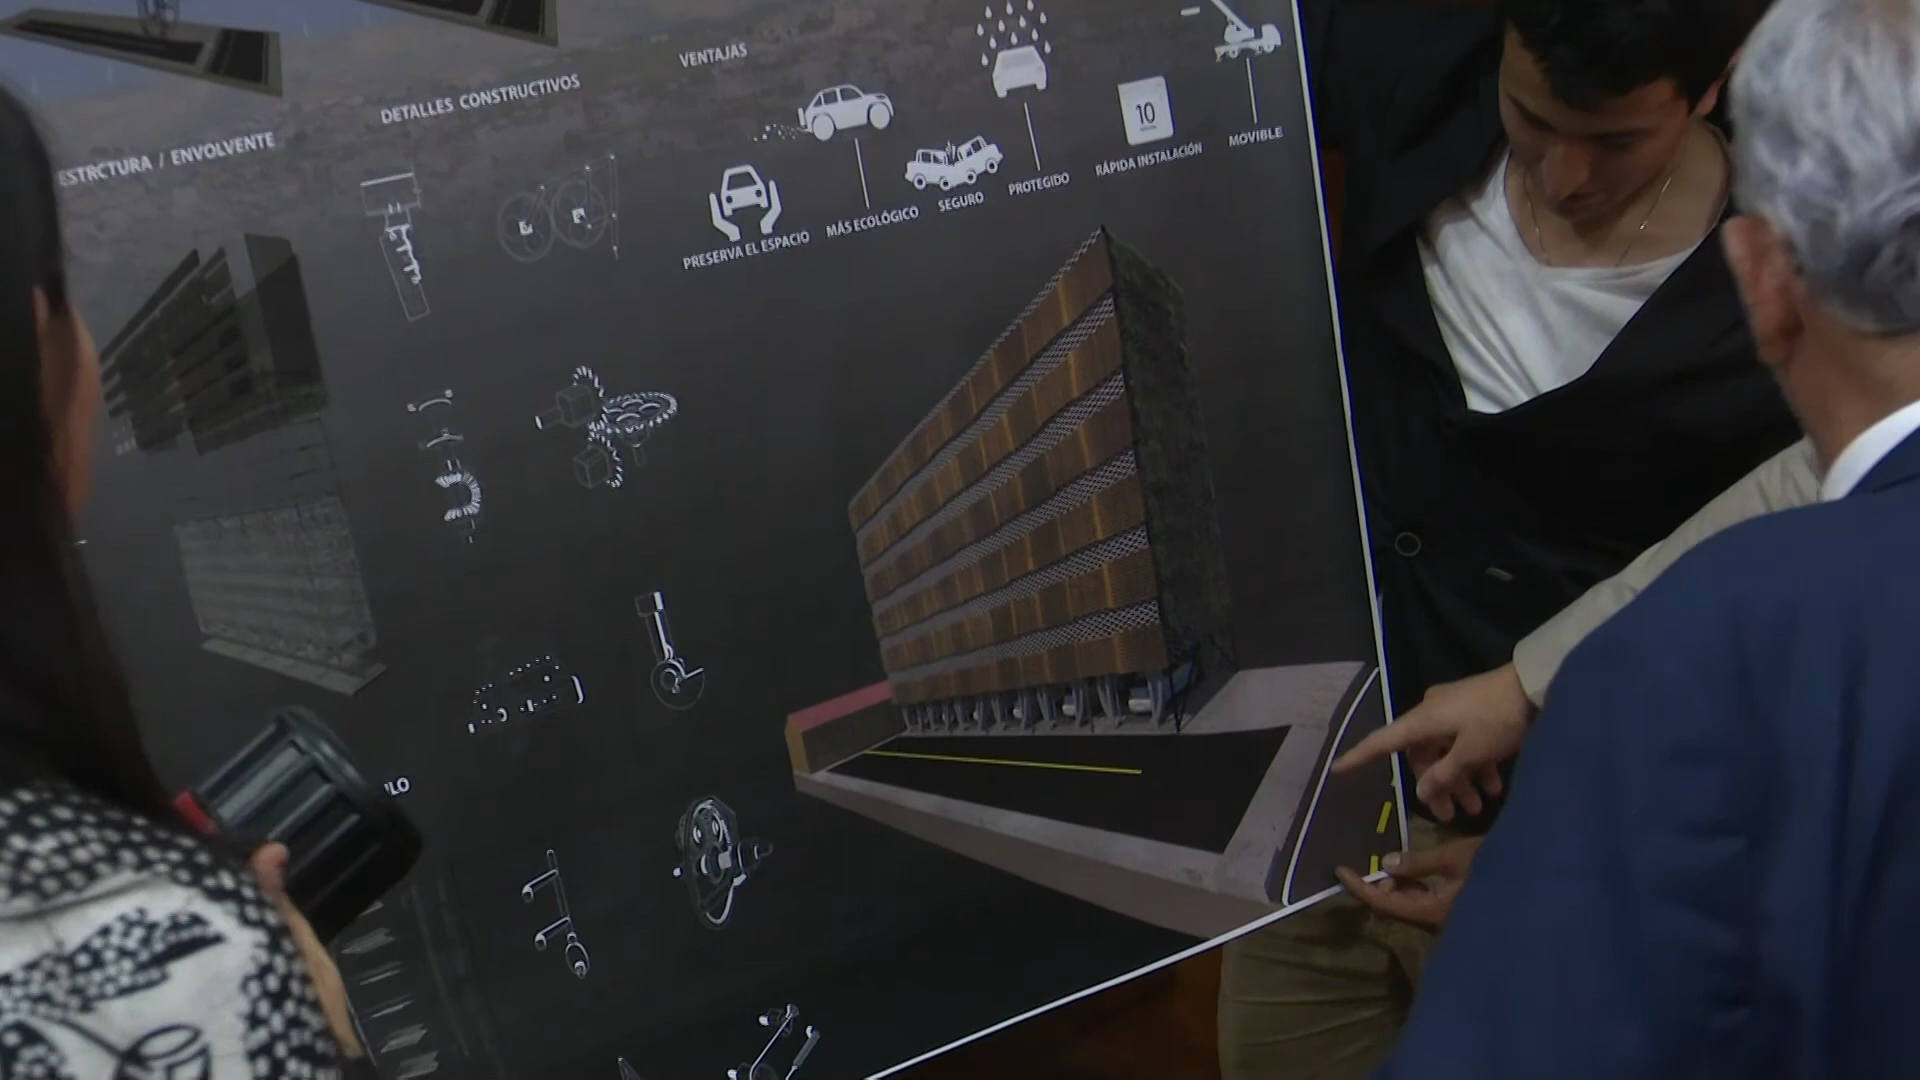 VENTAJAS
DETALLES CONSTRUCTIVOS
ESTRCTURA / ENVOLVENTE
10
MOVIBLE
RÁPIDA INSTALACIÓN
PROTEGIDO
SEGURO
MÁS ECOLÓGICO
PRESERVA EL ESPACIO